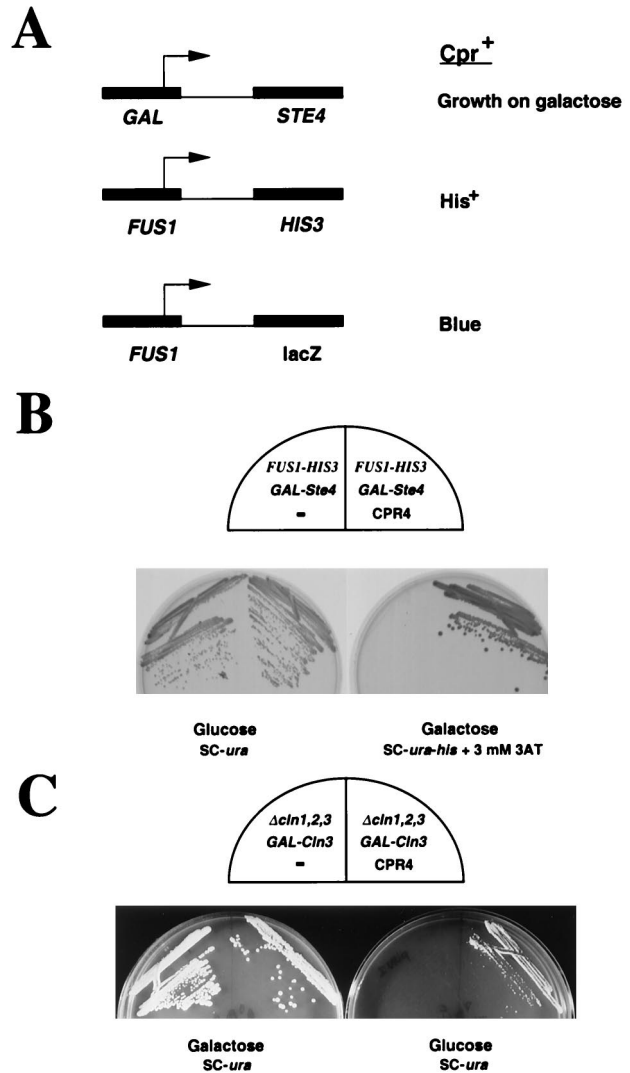 A
Cpr+
GAL STE4 Growth on galactose
FUS1 HIS3 His+
FUS1 lacZ Blue
B
FUS1-HIS3 FUS1-HIS3
GAL-Ste4 GAL-Ste4
- CPR4
Glucose Galactose
SC-ura SC-ura-his + 3 mM 3AT
C
Δcln1,2,3 Δcln1,2,3
GAL-Cln3 GAL-Cln3
- CPR4
Galactose Glucose
SC-ura SC-ura